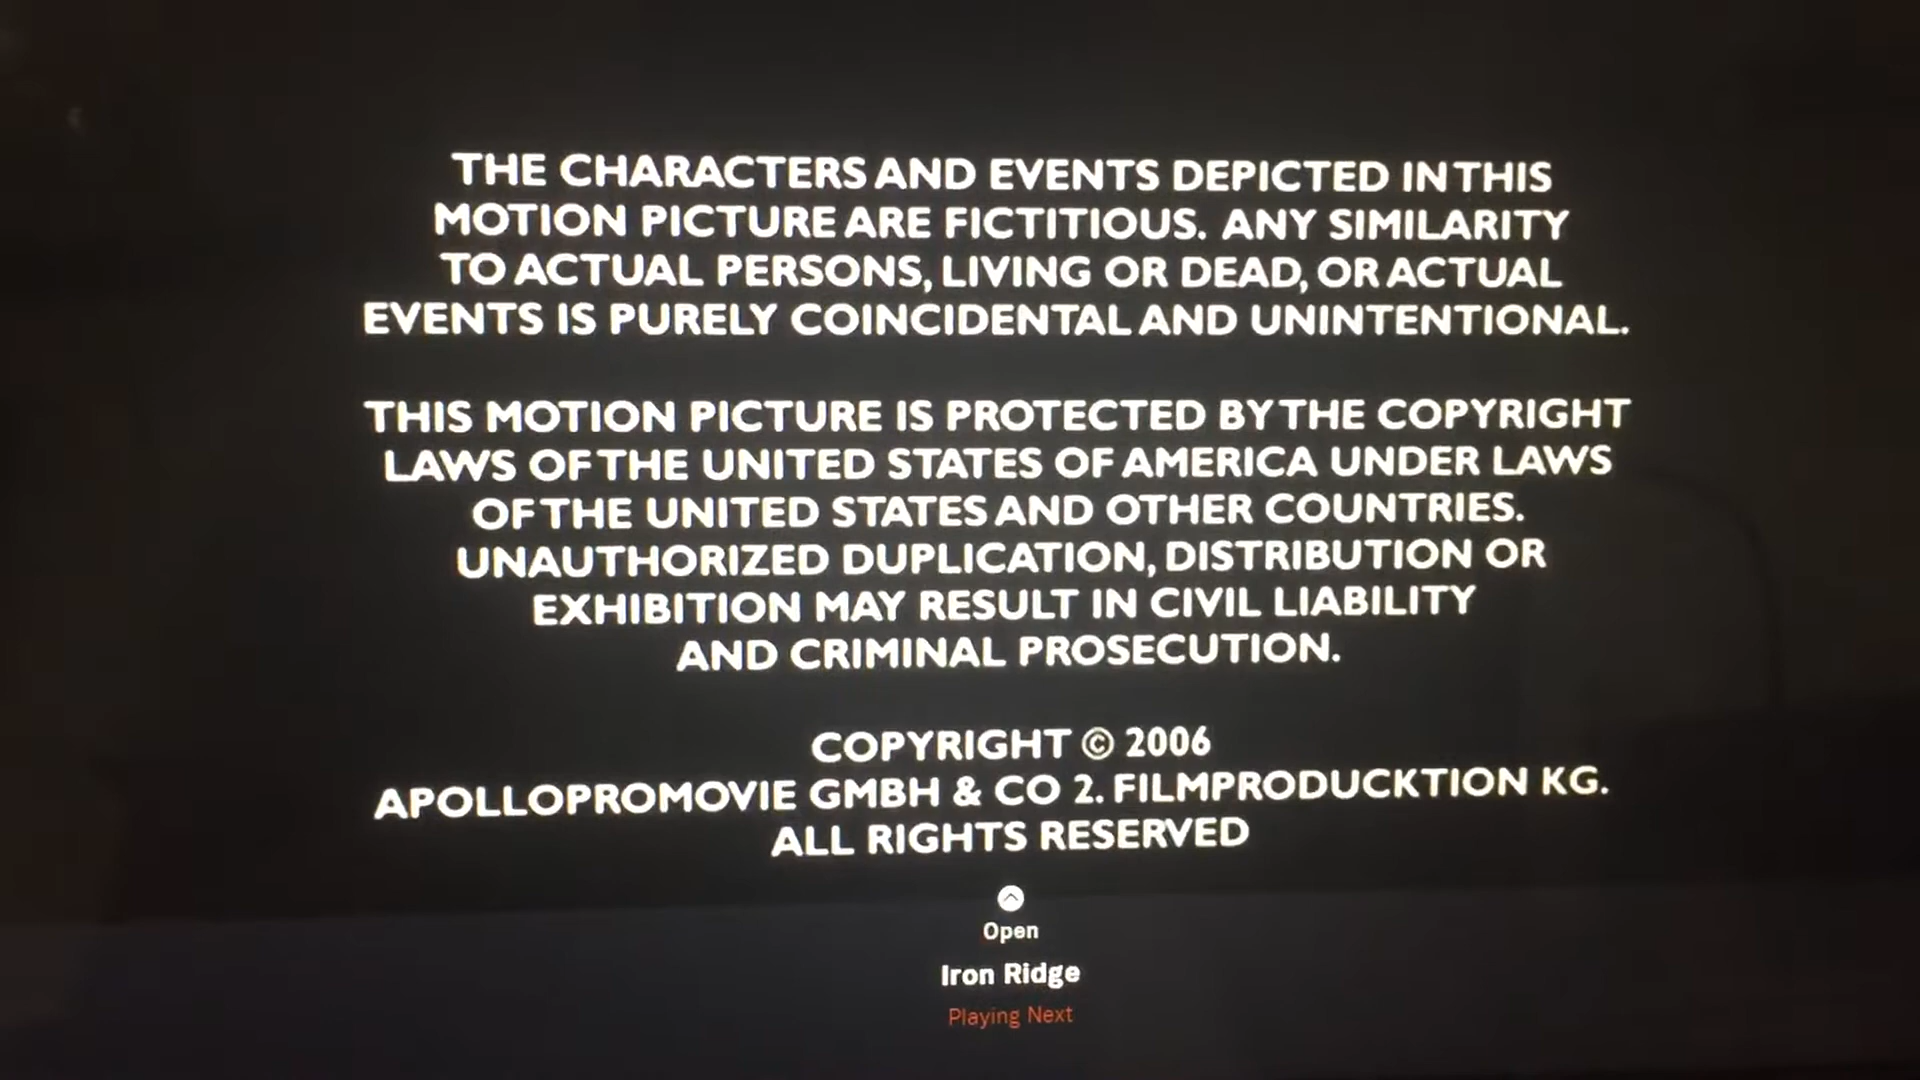 THE CHARACTERS AND EVENTS DEPICTED IN THIS
MOTION PICTURE ARE FICTITIOUS. ANY SIMILARITY
TO ACTUAL PERSONS, LIVING OR DEAD, OR ACTUAL
EVENTS IS PURELY COINCIDENTAL AND UNINTENTIONAL.
THIS MOTION PICTURE IS PROTECTED BY THE COPYRIGHT
LAWS OF THE UNITED STATES OF AMERICA UNDER LAWS
OF THE UNITED STATES AND OTHER COUNTRIES.
UNAUTHORIZED DUPLICATION, DISTRIBUTION OR
EXHIBITION MAY RESULT IN CIVIL LIABILITY
AND CRIMINAL PROSECUTION.
COPYRIGHT © 2006
APOLLOPROMOVIE GMBH & CO 2. FILMPRODUCKTION KG.
ALL RIGHTS RESERVED
Open
Iron Ridge
Playing Next